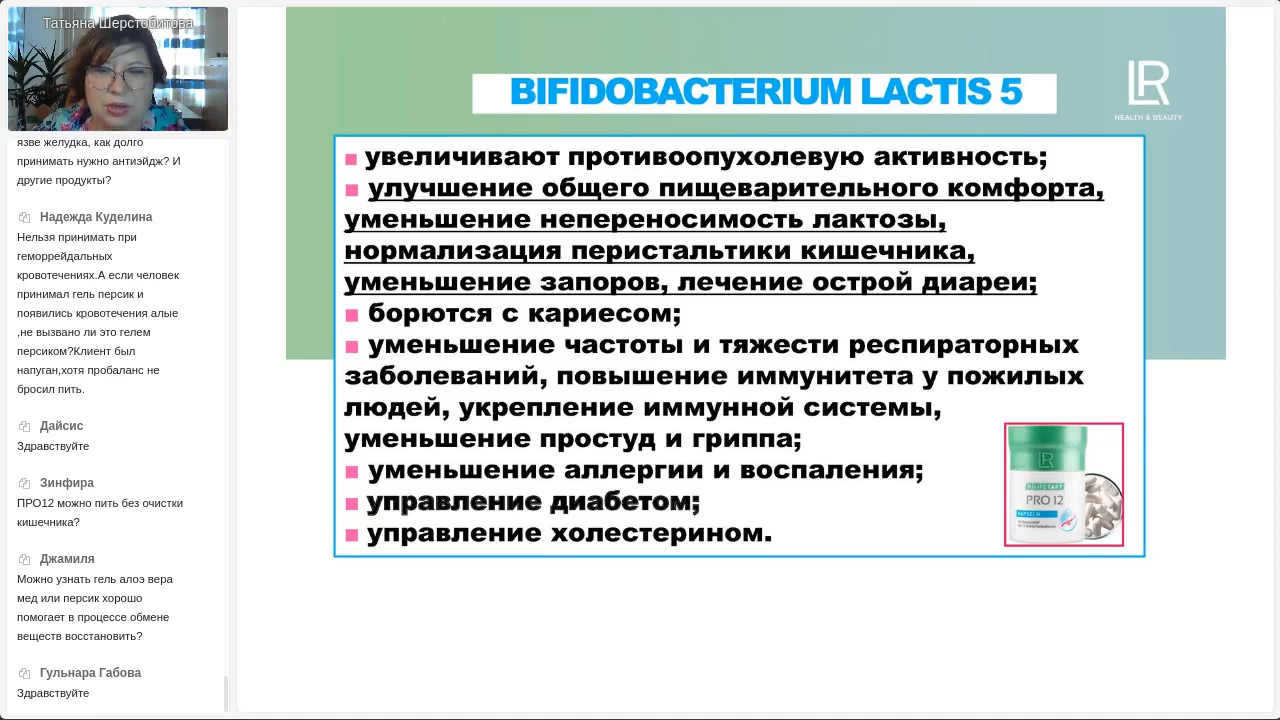 Татьяна Шерстобитова
язве желудка, как долго
принимать нужно антиэйдж? И
другие продукты?
Надежда Куделина
Нельзя принимать при
геморрейдальных
кровотечениях.А если человек
принимал гель персик и
появились кровотечения алые
,не вызвано ли это гелем
персиком?Клиент был
напуган,хотя пробаланс не
бросил пить.
Дайсис
Здравствуйте
Зинфира
ПРО12 можно пить без очистки
кишечника?
Джамиля
Можно узнать гель алоэ вера
мед или персик хорошо
помогает в процессе обмене
веществ восстановить?
Гульнара Габова
Здравствуйте
BIFIDOBACTERIUM LACTIS 5
LR
HEALTH & BEAUTY
увеличивают противоопухолевую активность;
улучшение общего пищеварительного комфорта,
уменьшение непереносимость лактозы,
нормализация перистальтики кишечника,
уменьшение запоров, лечение острой диареи;
борются с кариесом;
уменьшение частоты и тяжести респираторных
заболеваний, повышение иммунитета у пожилых
людей, укрепление иммунной системы,
уменьшение простуд и гриппа;
уменьшение аллергии и воспаления;
управление диабетом;
управление холестерином.
LR
PRO 12
KAPSELN